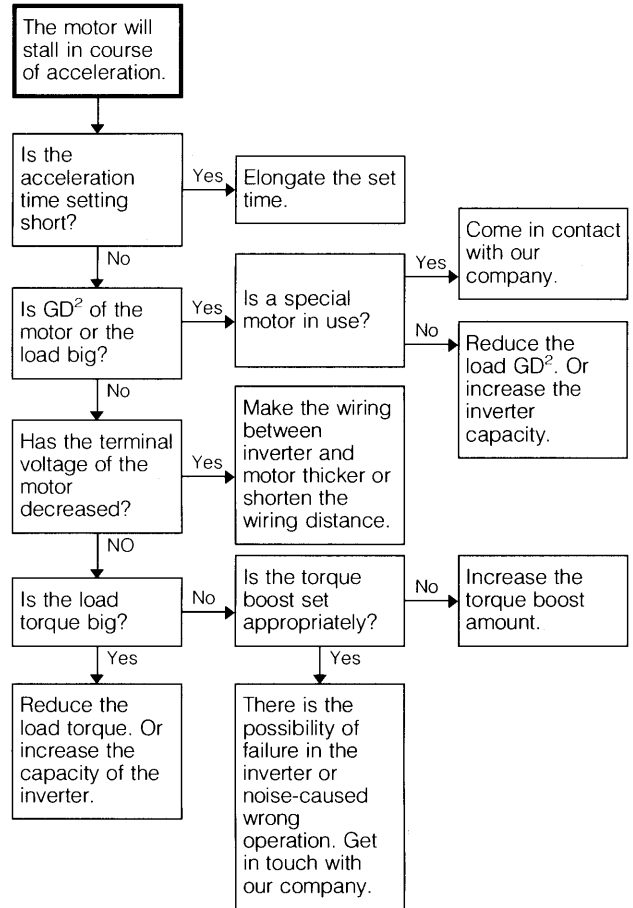 The motor will
stall in course
of acceleration.
Is the
acceleration
time setting
short?
Yes
Elongate the set
time.
No
Is GD² of the
motor or the
load big?
Yes
Is a special
motor in use?
Yes
Come in contact
with our
company.
No
Reduce the
load GD². Or
increase the
inverter
capacity.
No
Has the terminal
voltage of the
motor
decreased?
Yes
Make the wiring
between
inverter and
motor thicker or
shorten the
wiring distance.
NO
Is the load
torque big?
No
Is the torque
boost set
appropriately?
No
Increase the
torque boost
amount.
Yes
Reduce the
load torque. Or
increase the
capacity of the
inverter.
Yes
There is the
possibility of
failure in the
inverter or
noise-caused
wrong
operation. Get
in touch with
our company.